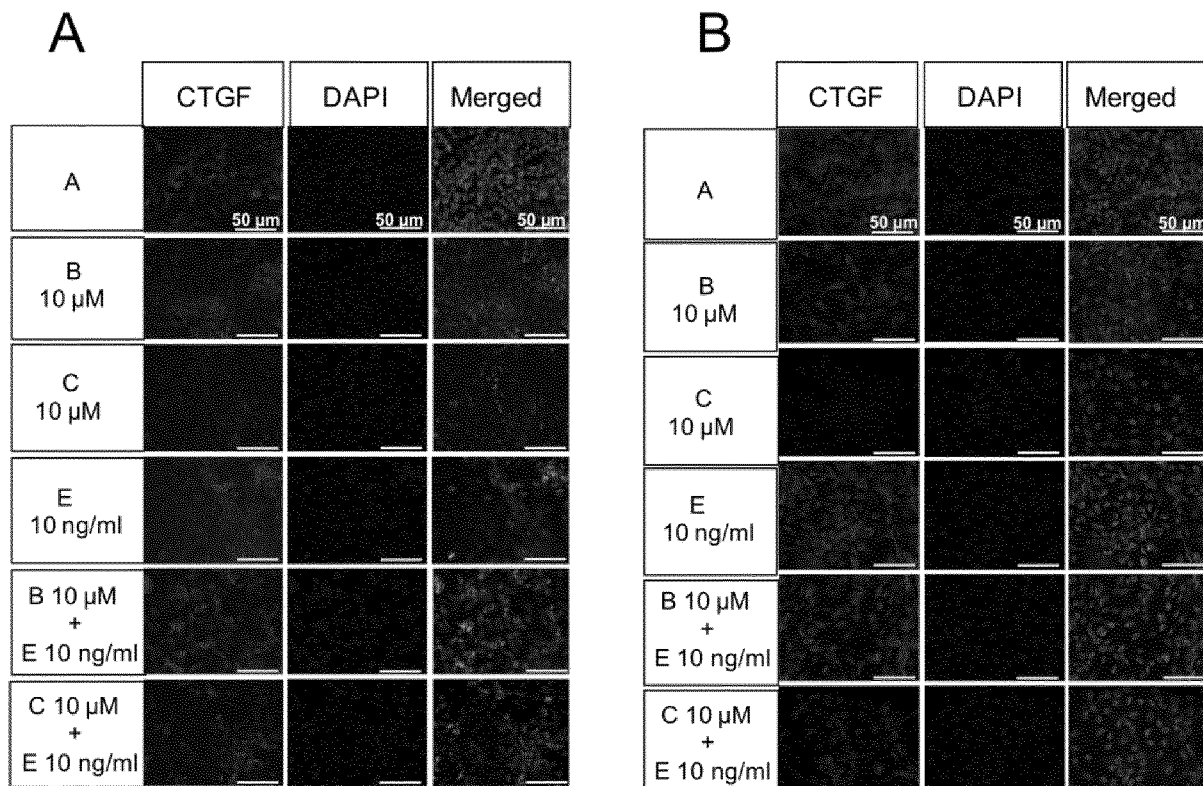 A
CTGF DAPI Merged
A
50 µm 50 µm 50 µm
B
10 µM
C
10 µM
E
10 ng/ml
B 10 µM
+
E 10 ng/ml
C 10 µM
+
E 10 ng/ml
B
CTGF DAPI Merged
A
50 µm 50 µm 50 µm
B
10 µM
C
10 µM
E
10 ng/ml
B 10 µM
+
E 10 ng/ml
C 10 µM
+
E 10 ng/ml